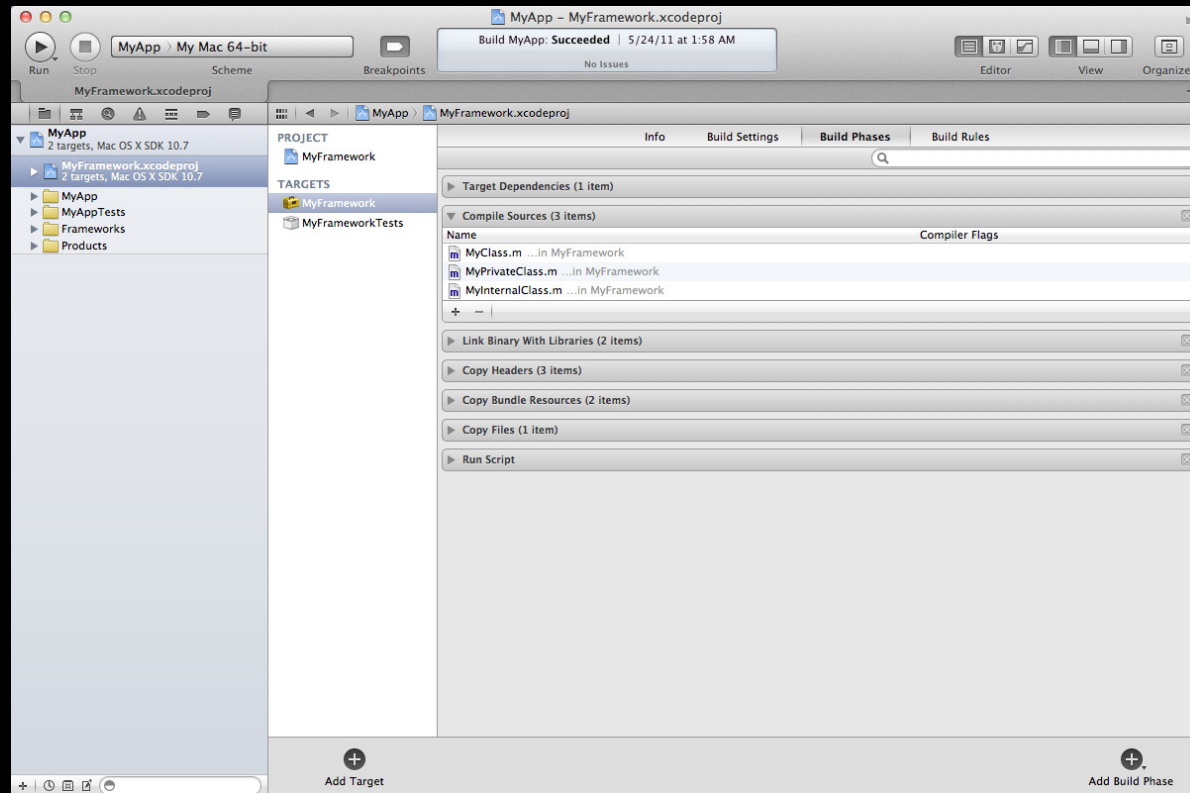 MyApp – MyFramework.xcodeproj
MyApp My Mac 64-bit
Build MyApp: Succeeded | 5/24/11 at 1:58 AM
No Issues
Run Stop Scheme Breakpoints Editor View Organize
MyFramework.xcodeproj
MyApp MyFramework.xcodeproj
MyApp
2 targets, Mac OS X SDK 10.7
MyFramework.xcodeproj
2 targets, Mac OS X SDK 10.7
MyApp
MyAppTests
Frameworks
Products
PROJECT
MyFramework
TARGETS
MyFramework
MyFrameworkTests
Info Build Settings Build Phases Build Rules
Target Dependencies (1 item)
Compile Sources (3 items)
Name Compiler Flags
MyClass.m ...in MyFramework
MyPrivateClass.m ...in MyFramework
MyInternalClass.m ...in MyFramework
Link Binary With Libraries (2 items)
Copy Headers (3 items)
Copy Bundle Resources (2 items)
Copy Files (1 item)
Run Script
Add Target Add Build Phase